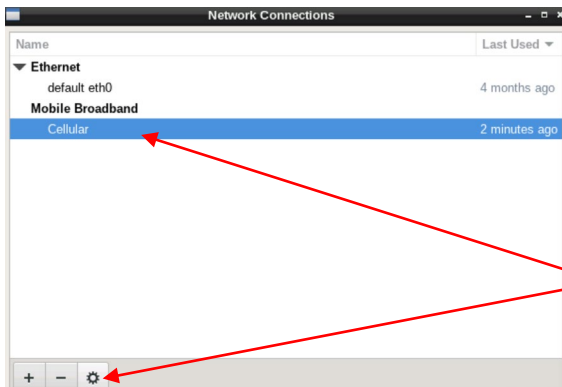 Network Connections
Name Last Used
Ethernet
default eth0 4 months ago
Mobile Broadband
Cellular 2 minutes ago